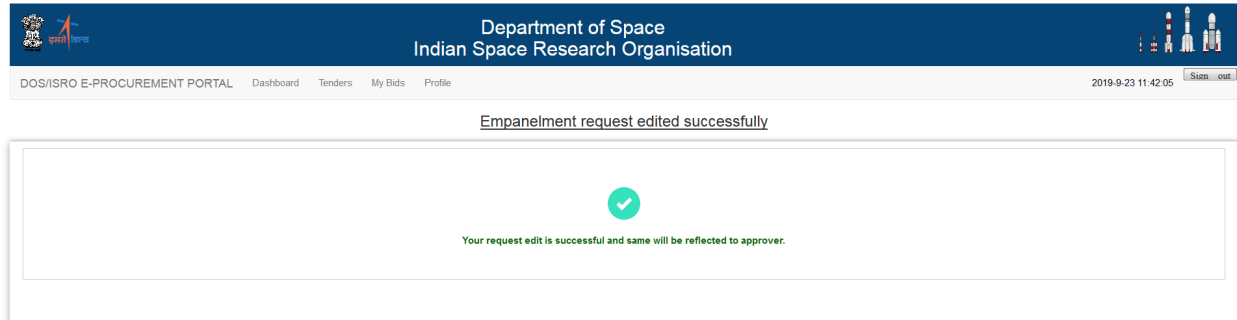 Department of Space
Indian Space Research Organisation
इसरो isro
DOS/ISRO E-PROCUREMENT PORTAL Dashboard Tenders My Bids Profile 2019-9-23 11:42:05 Sign out
Empanelment request edited successfully
Your request edit is successful and same will be reflected to approver.